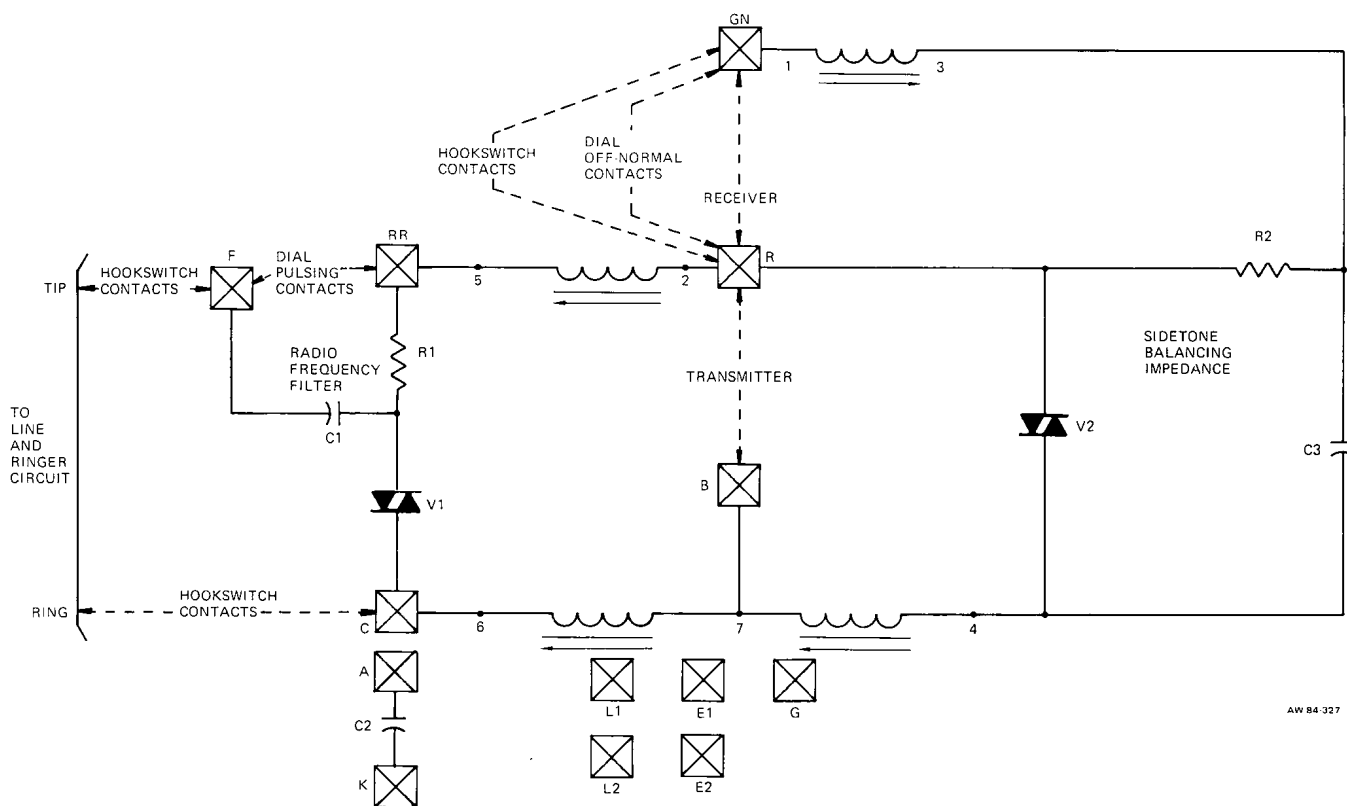 GN
1
3
HOOKSWITCH
CONTACTS
DIAL
OFF-NORMAL
CONTACTS
RECEIVER
TIP
HOOKSWITCH
CONTACTS
F
DIAL
PULSING
CONTACTS
RR
5
2
R
R2
RADIO
FREQUENCY
FILTER
R1
C1
TRANSMITTER
SIDETONE
BALANCING
IMPEDANCE
TO
LINE
AND
RINGER
CIRCUIT
V1
B
V2
C3
RING
HOOKSWITCH
CONTACTS
C
6
7
4
A
C2
K
L1
E1
G
L2
E2
AW 84-327